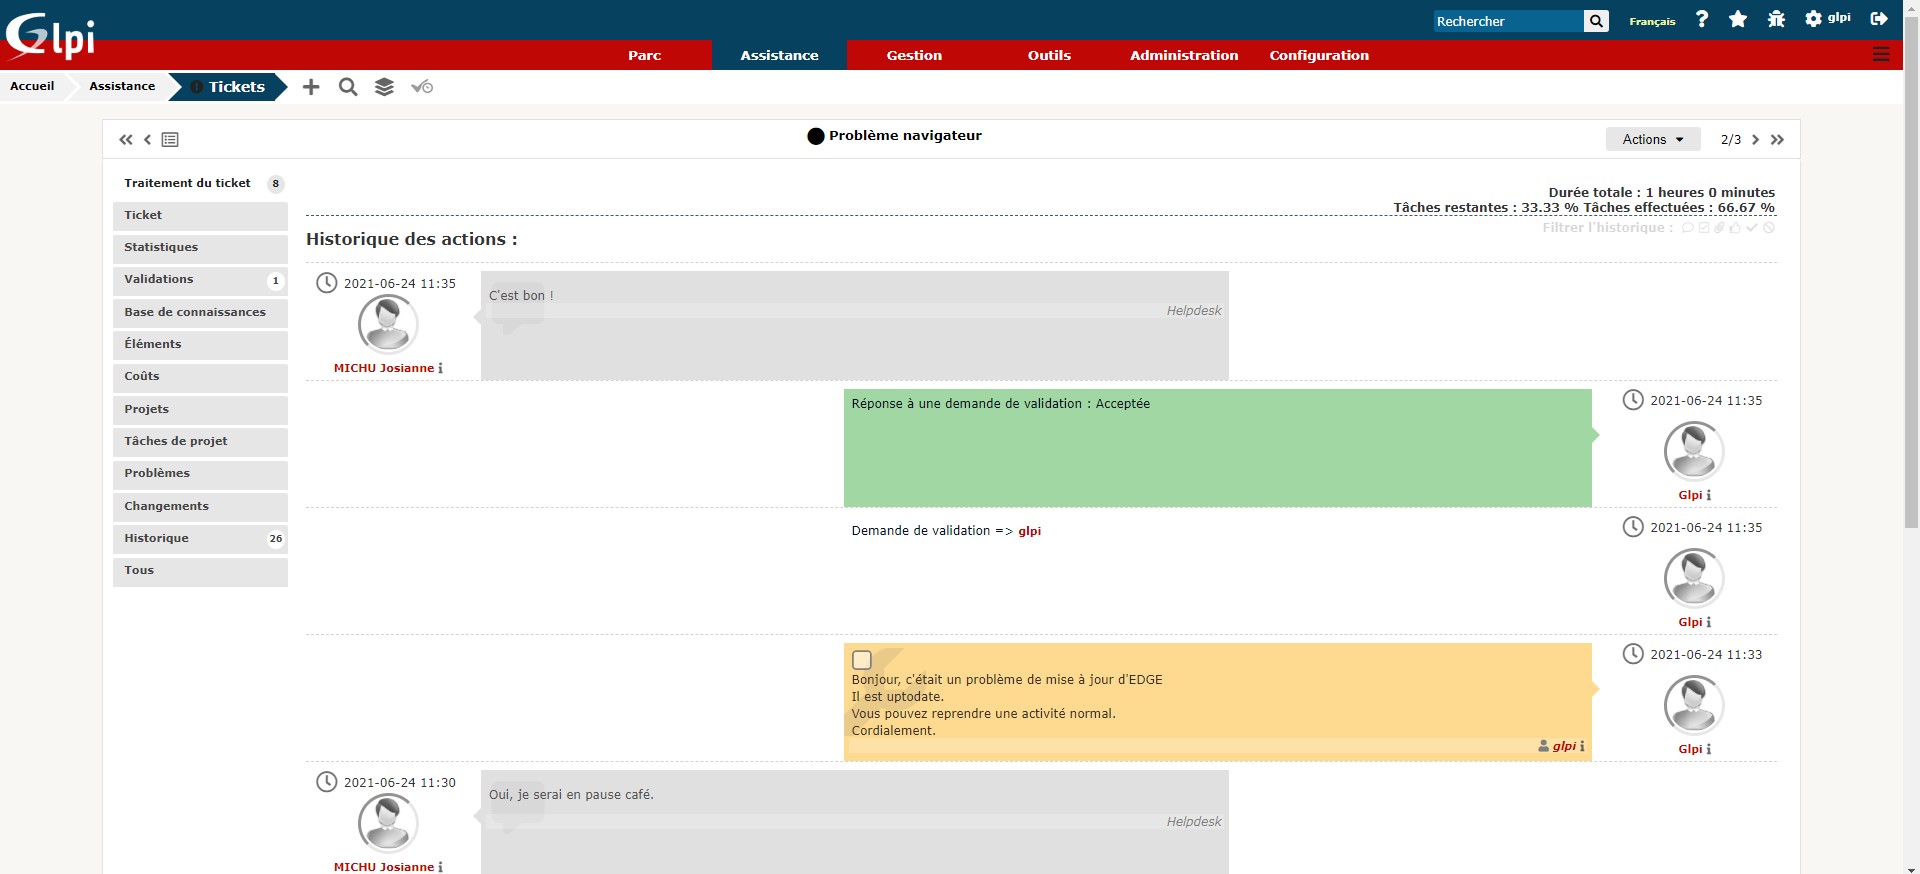 Glpi
Rechercher
Français
glpi
Parc
Assistance
Gestion
Outils
Administration
Configuration
Accueil
Assistance
Tickets
Problème navigateur
Actions
2/3
Traitement du ticket 8
Ticket
Statistiques
Validations 1
Base de connaissances
Éléments
Coûts
Projets
Tâches de projet
Problèmes
Changements
Historique 26
Tous
Durée totale : 1 heures 0 minutes
Tâches restantes : 33.33 % Tâches effectuées : 66.67 %
Filtrer l'historique :
Historique des actions :
2021-06-24 11:35
MICHU Josianne
C'est bon !
Helpdesk
Réponse à une demande de validation : Acceptée
2021-06-24 11:35
Glpi
Demande de validation => glpi
2021-06-24 11:35
Glpi
Bonjour, c'était un problème de mise à jour d'EDGE
Il est uptodate.
Vous pouvez reprendre une activité normal.
Cordialement.
glpi
2021-06-24 11:33
Glpi
2021-06-24 11:30
MICHU Josianne
Oui, je serai en pause café.
Helpdesk